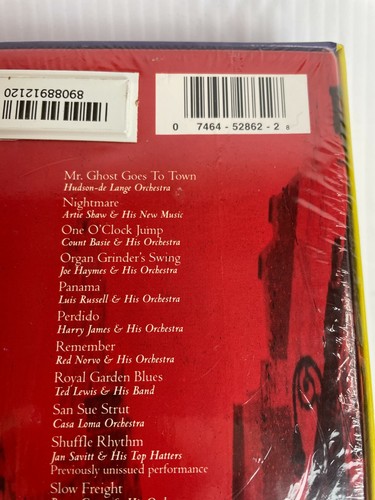 89088912120
0 7464-52862-2 8
Mr. Ghost Goes To Town
Hudson-de Lange Orchestra
Nightmare
Artie Shaw & His New Music
One O'Clock Jump
Count Basie & His Orchestra
Organ Grinder's Swing
Joe Haymes & His Orchestra
Panama
Luis Russell & His Orchestra
Perdido
Harry James & His Orchestra
Remember
Red Norvo & His Orchestra
Royal Garden Blues
Ted Lewis & His Band
San Sue Strut
Casa Loma Orchestra
Shuffle Rhythm
Jan Savitt & His Top Hatters
Previously unissued performance
Slow Freight
& His Orchestra